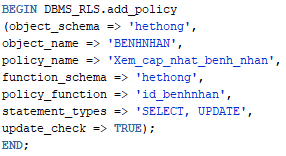 BEGIN DBMS_RLS.add_policy
(object_schema => 'hethong',
object_name => 'BENHNHAN',
policy_name => 'Xem_cap_nhat_benh_nhan',
function_schema => 'hethong',
policy_function => 'id_benhnhan',
statement_types => 'SELECT, UPDATE',
update_check => TRUE);
END;